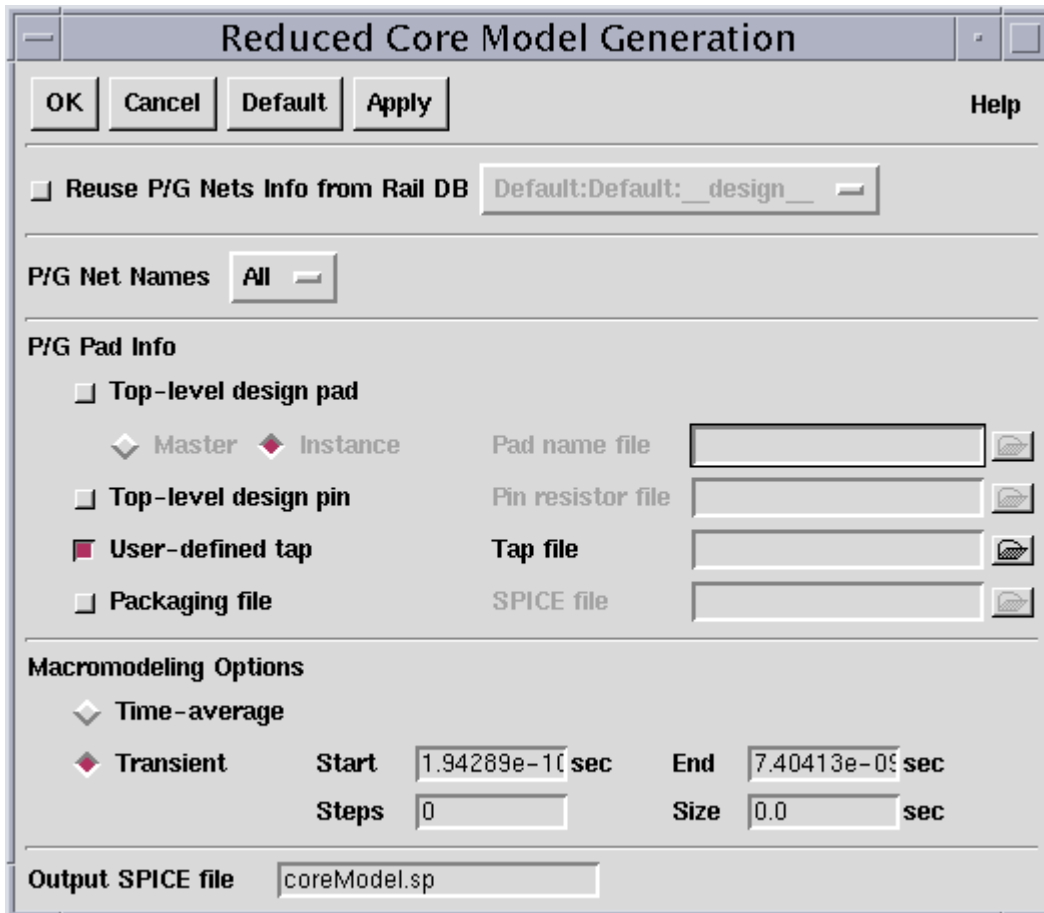 Reduced Core Model Generation
OK Cancel Default Apply Help
Reuse P/G Nets Info from Rail DB Default:Default:__design__
P/G Net Names All
P/G Pad Info
Top-level design pad
Master Instance Pad name file
Top-level design pin Pin resistor file
User-defined tap Tap file
Packaging file SPICE file
Macromodeling Options
Time-average
Transient Start 1.94289e-10 sec End 7.40413e-09 sec
Steps 0 Size 0.0 sec
Output SPICE file coreModel.sp